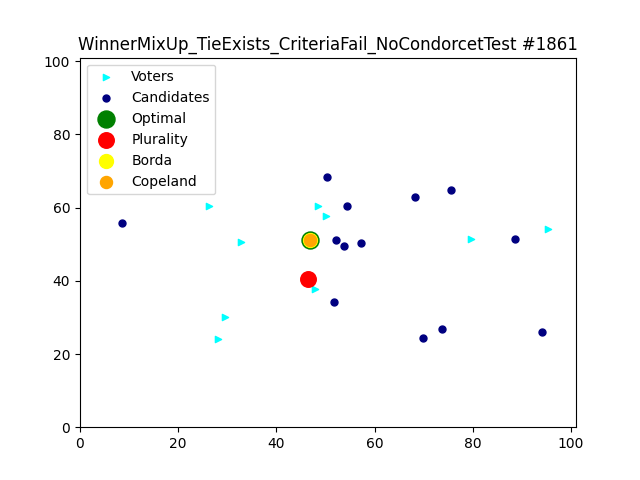 WinnerMixUp_TieExists_CriteriaFail_NoCondorcetTest #1861
Voters
Candidates
Optimal
Plurality
Borda
Copeland
100
80
60
40
20
0
0 20 40 60 80 100